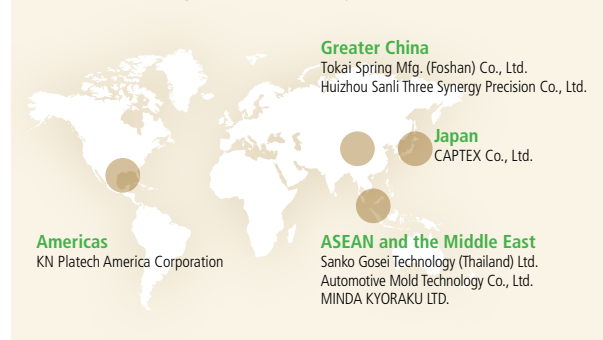 Greater China
Tokai Spring Mfg. (Foshan) Co., Ltd.
Huizhou Sanli Three Synergy Precision Co., Ltd.
Japan
CAPTEX Co., Ltd.
Americas
KN Platech America Corporation
ASEAN and the Middle East
Sanko Gosei Technology (Thailand) Ltd.
Automotive Mold Technology Co., Ltd.
MINDA KYORAKU LTD.